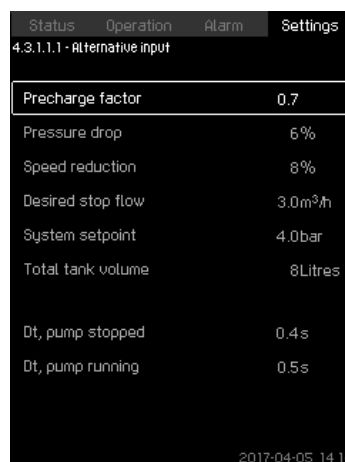 Status Operation Alarm Settings
4.3.1.1.1 - Alternative input
Precharge factor 0.7
Pressure drop 6%
Speed reduction 8%
Desired stop flow 3.0m³/h
System setpoint 4.0bar
Total tank volume 8Litres
Dt, pump stopped 0.4s
Dt, pump running 0.5s
2017-04-05 14:1